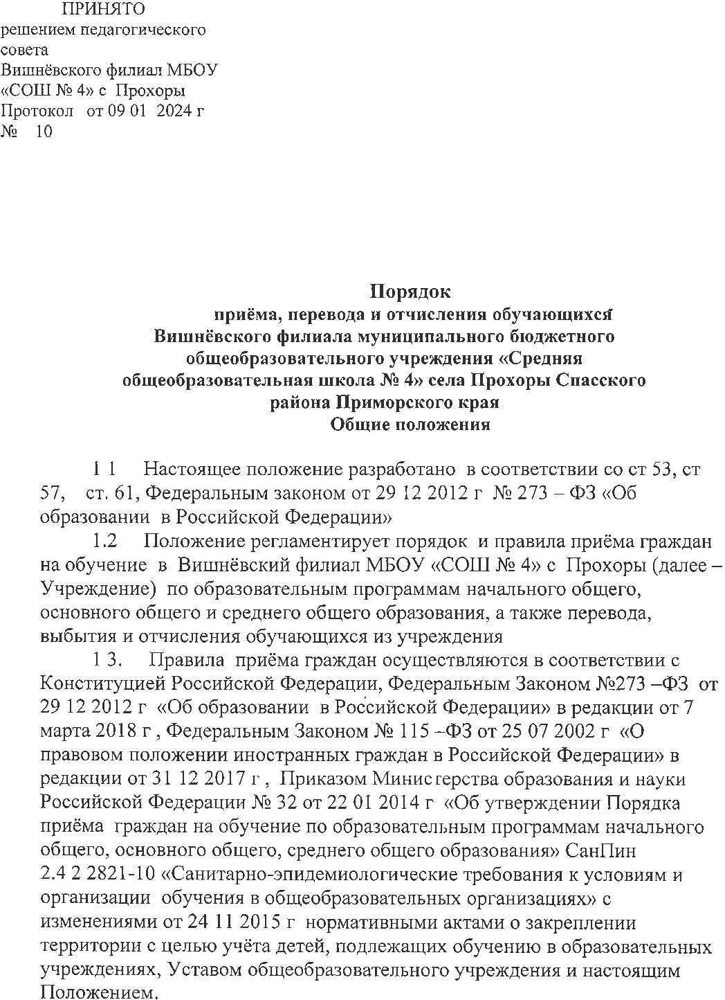 ПРИНЯТО
решением педагогического
совета
Вишнёвского филиал МБОУ
«СОШ № 4» с Прохоры
Протокол от 09 01 2024 г
№ 10
Порядок
приёма, перевода и отчисления обучающихся
Вишнёвского филиала муниципального бюджетного
общеобразовательного учреждения «Средняя
общеобразовательная школа № 4» села Прохоры Спасского
района Приморского края
Общие положения
1 1 Настоящее положение разработано в соответствии со ст 53, ст
57, ст. 61, Федеральным законом от 29 12 2012 г № 273 – ФЗ «Об
образовании в Российской Федерации»
1.2 Положение регламентирует порядок и правила приёма граждан
на обучение в Вишнёвский филиал МБОУ «СОШ № 4» с Прохоры (далее –
Учреждение) по образовательным программам начального общего,
основного общего и среднего общего образования, а также перевода,
выбытия и отчисления обучающихся из учреждения
1 3. Правила приёма граждан осуществляются в соответствии с
Конституцией Российской Федерации, Федеральным Законом №273 –ФЗ от
29 12 2012 г «Об образовании в Российской Федерации» в редакции от 7
марта 2018 г , Федеральным Законом № 115 –ФЗ от 25 07 2002 г «О
правовом положении иностранных граждан в Российской Федерации» в
редакции от 31 12 2017 г , Приказом Министерства образования и науки
Российской Федерации № 32 от 22 01 2014 г «Об утверждении Порядка
приёма граждан на обучение по образовательным программам начального
общего, основного общего, среднего общего образования» СанПин
2.4 2 2821-10 «Санитарно-эпидемиологические требования к условиям и
организации обучения в общеобразовательных организациях» с
изменениями от 24 11 2015 г нормативными актами о закреплении
территории с целью учёта детей, подлежащих обучению в образовательных
учреждениях, Уставом общеобразовательного учреждения и настоящим
Положением.